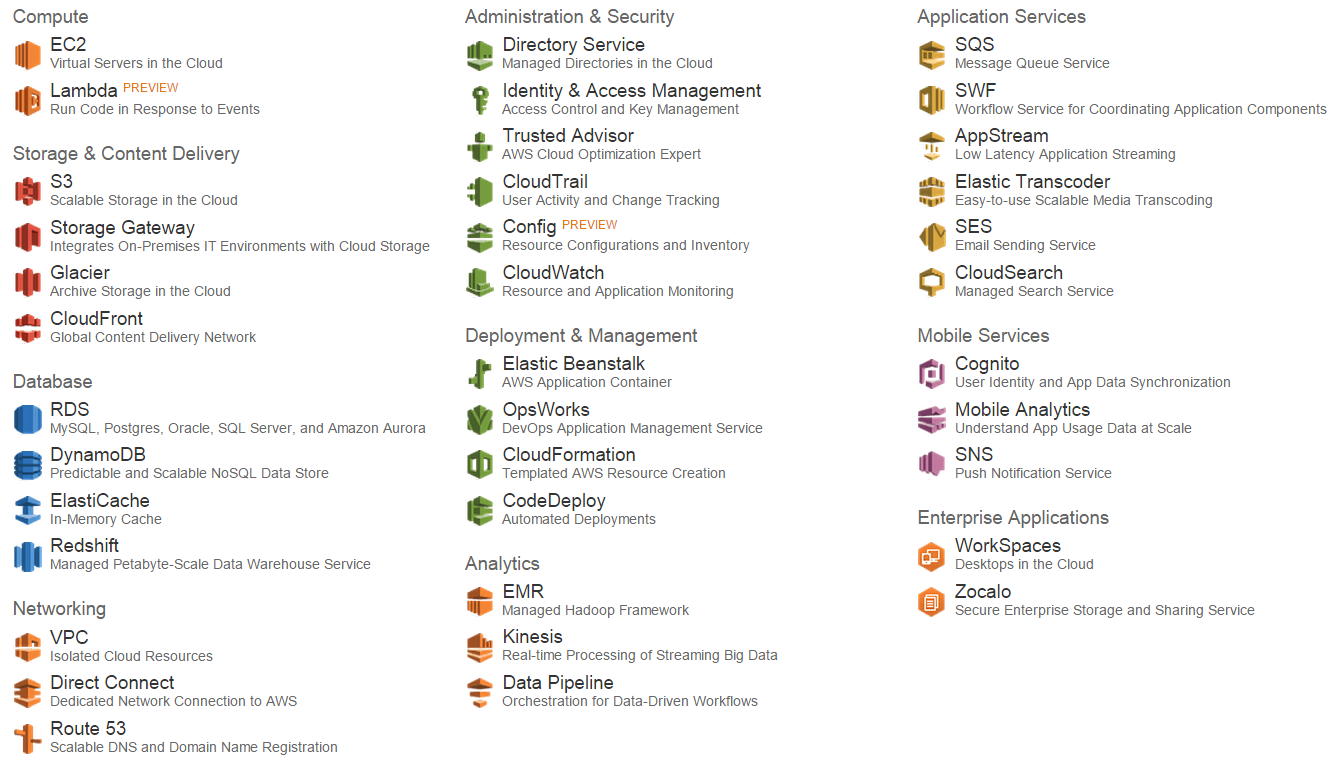 Compute
EC2
Virtual Servers in the Cloud
Lambda PREVIEW
Run Code in Response to Events
Storage & Content Delivery
S3
Scalable Storage in the Cloud
Storage Gateway
Integrates On-Premises IT Environments with Cloud Storage
Glacier
Archive Storage in the Cloud
CloudFront
Global Content Delivery Network
Database
RDS
MySQL, Postgres, Oracle, SQL Server, and Amazon Aurora
DynamoDB
Predictable and Scalable NoSQL Data Store
ElastiCache
In-Memory Cache
Redshift
Managed Petabyte-Scale Data Warehouse Service
Networking
VPC
Isolated Cloud Resources
Direct Connect
Dedicated Network Connection to AWS
Route 53
Scalable DNS and Domain Name Registration
Administration & Security
Directory Service
Managed Directories in the Cloud
Identity & Access Management
Access Control and Key Management
Trusted Advisor
AWS Cloud Optimization Expert
CloudTrail
User Activity and Change Tracking
Config PREVIEW
Resource Configurations and Inventory
CloudWatch
Resource and Application Monitoring
Deployment & Management
Elastic Beanstalk
AWS Application Container
OpsWorks
DevOps Application Management Service
CloudFormation
Templated AWS Resource Creation
CodeDeploy
Automated Deployments
Analytics
EMR
Managed Hadoop Framework
Kinesis
Real-time Processing of Streaming Big Data
Data Pipeline
Orchestration for Data-Driven Workflows
Application Services
SQS
Message Queue Service
SWF
Workflow Service for Coordinating Application Components
AppStream
Low Latency Application Streaming
Elastic Transcoder
Easy-to-use Scalable Media Transcoding
SES
Email Sending Service
CloudSearch
Managed Search Service
Mobile Services
Cognito
User Identity and App Data Synchronization
Mobile Analytics
Understand App Usage Data at Scale
SNS
Push Notification Service
Enterprise Applications
WorkSpaces
Desktops in the Cloud
Zocalo
Secure Enterprise Storage and Sharing Service